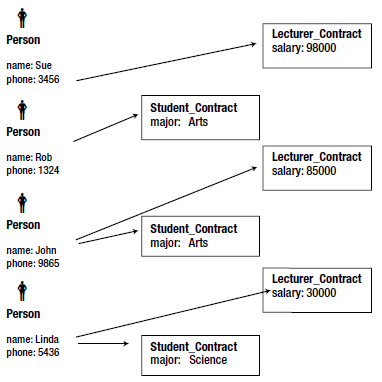 Person
name: Sue
phone: 3456
Lecturer_Contract
salary: 98000
Person
name: Rob
phone: 1324
Student_Contract
major: Arts
Lecturer_Contract
salary: 85000
Person
name: John
phone: 9865
Student_Contract
major: Arts
Lecturer_Contract
salary: 30000
Person
name: Linda
phone: 5436
Student_Contract
major: Science